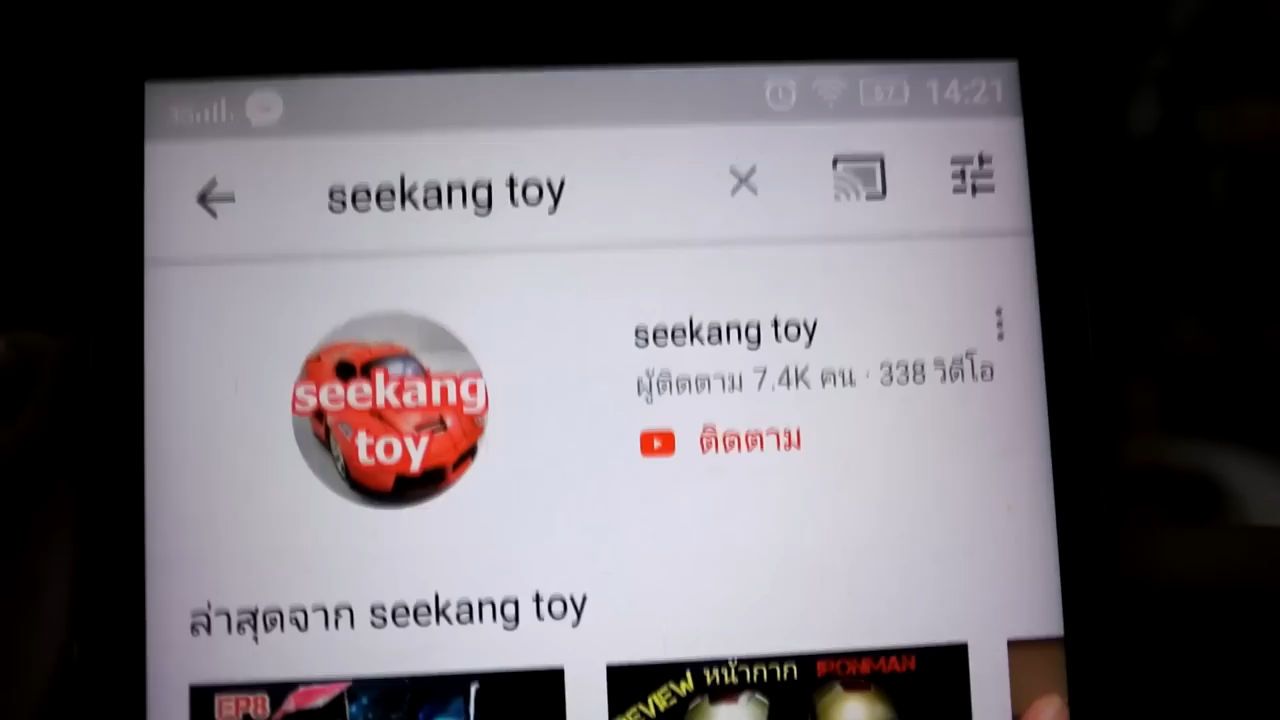 57 14:21
seekang toy
seekang toy
seekang
toy
ผู้ติดตาม 7.4K คน · 338 วิดีโอ
ติดตาม
ล่าสุดจาก seekang toy
EP8
REVIEW หน้ากาก IRONMAN